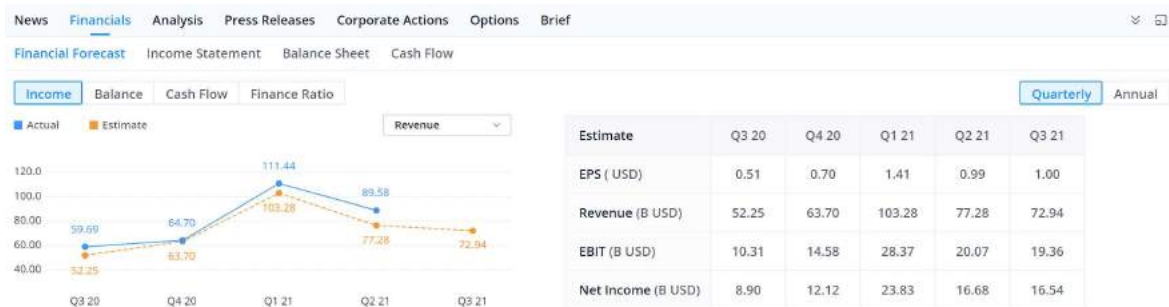 News Financials Analysis Press Releases Corporate Actions Options Brief
Financial Forecast Income Statement Balance Sheet Cash Flow
Income Balance Cash Flow Finance Ratio Quarterly Annual
Actual Estimate Revenue
120.0
100.0
80.00
60.00
40.00
59.69 64.70 111.44 89.58
52.25 63.70 103.28 77.28 72.94
Q3 20 Q4 20 Q1 21 Q2 21 Q3 21
Estimate Q3 20 Q4 20 Q1 21 Q2 21 Q3 21
EPS ( USD) 0.51 0.70 1.41 0.99 1.00
Revenue (B USD) 52.25 63.70 103.28 77.28 72.94
EBIT (B USD) 10.31 14.58 28.37 20.07 19.36
Net Income (B USD) 8.90 12.12 23.83 16.68 16.54